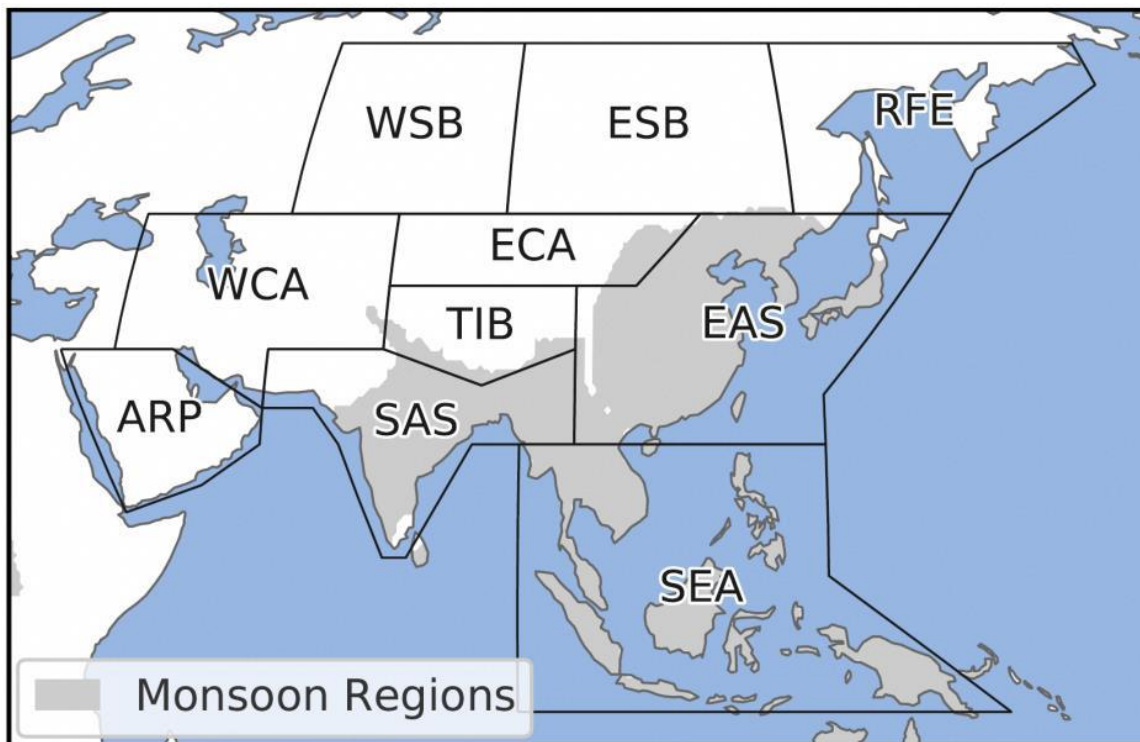 WSB
ESB
RFE
ECA
WCA
TIB
EAS
ARP
SAS
SEA
Monsoon Regions